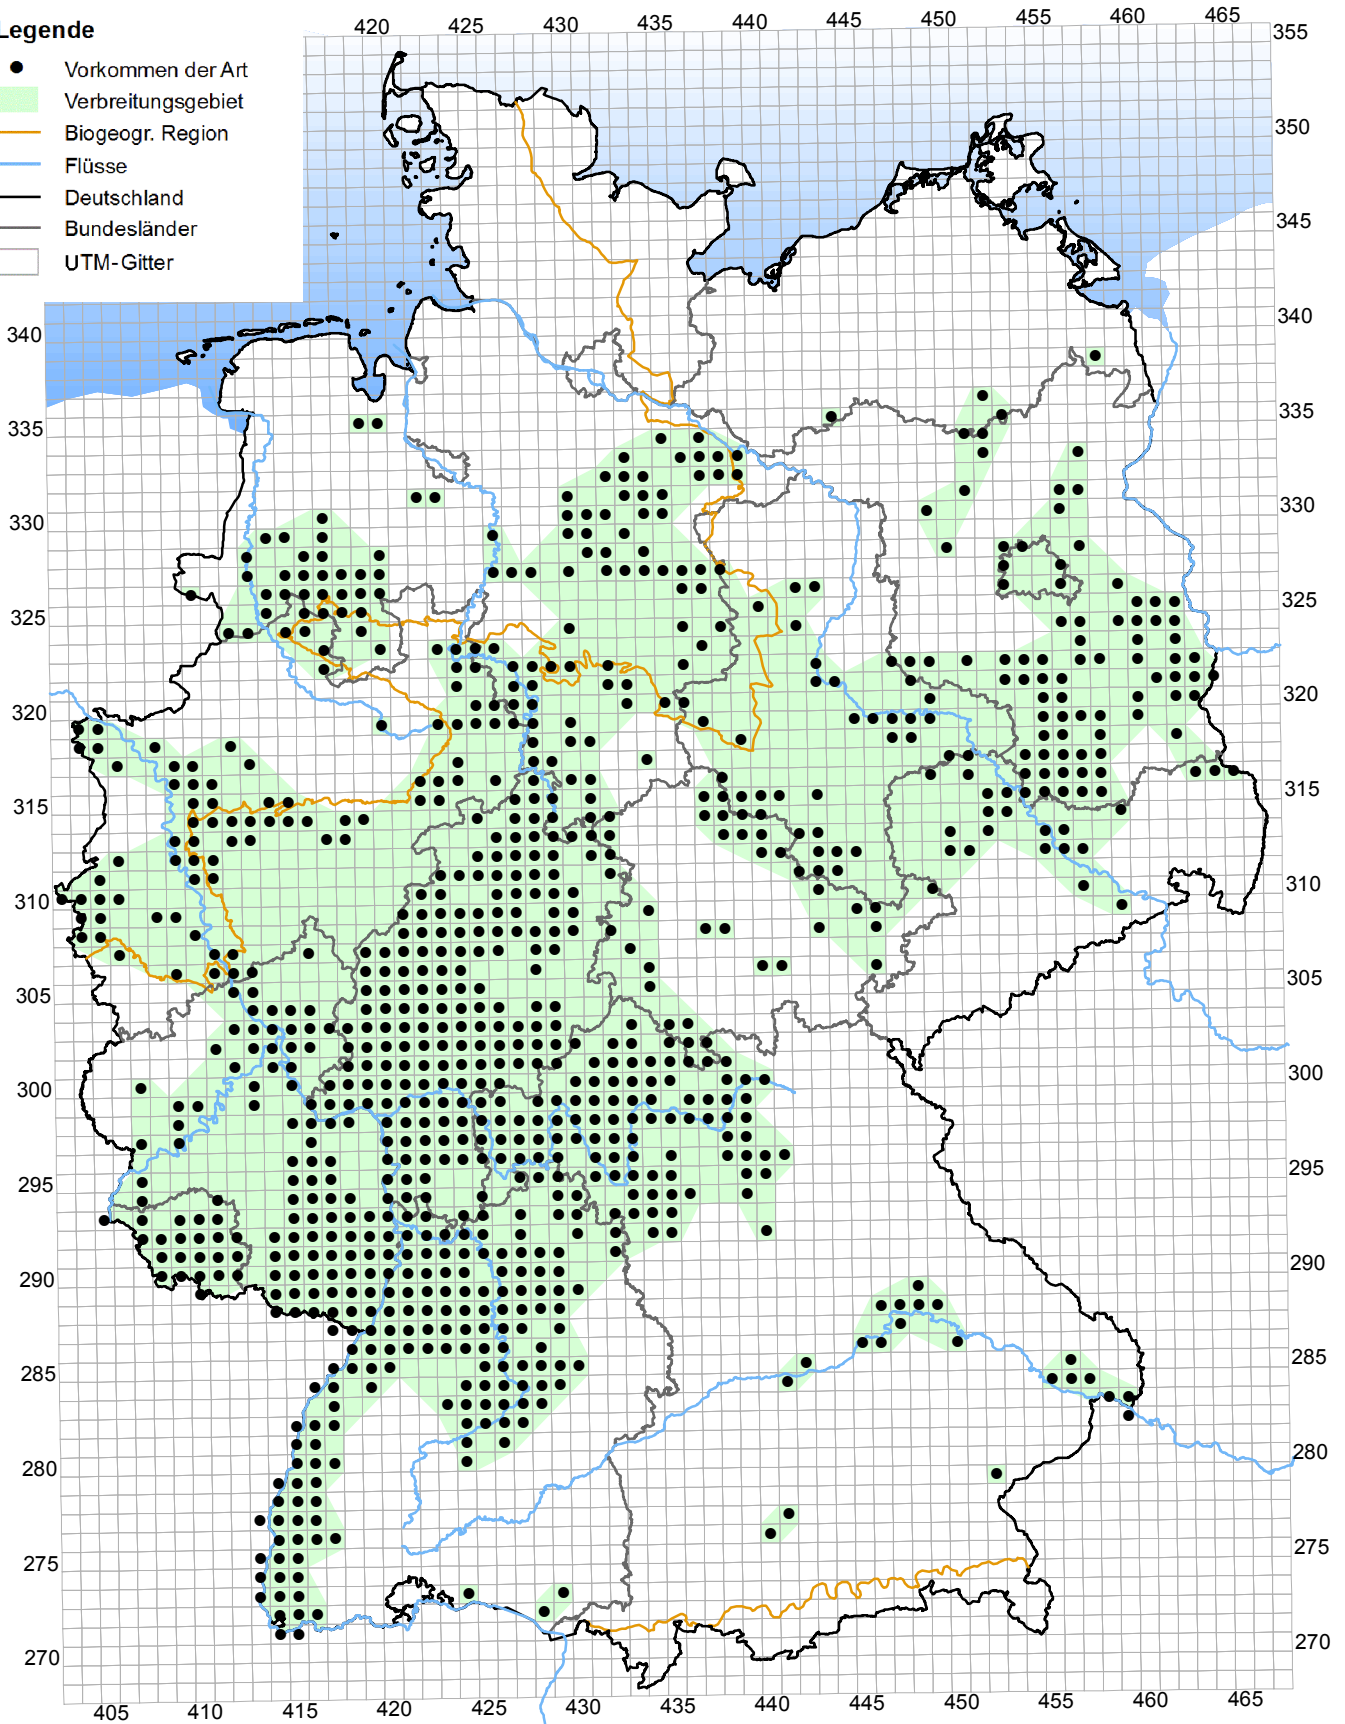 Legende
Vorkommen der Art
Verbreitungsgebiet
Biogeogr. Region
Flüsse
Deutschland
Bundesländer
UTM-Gitter
420 425 430 435 440 445 450 455 460 465
355
350
345
340 340
335 335
330 330
325 325
320 320
315 315
310 310
305 305
300 300
295 295
290 290
285 285
280 280
275 275
270 270
405 410 415 420 425 430 435 440 445 450 455 460 465